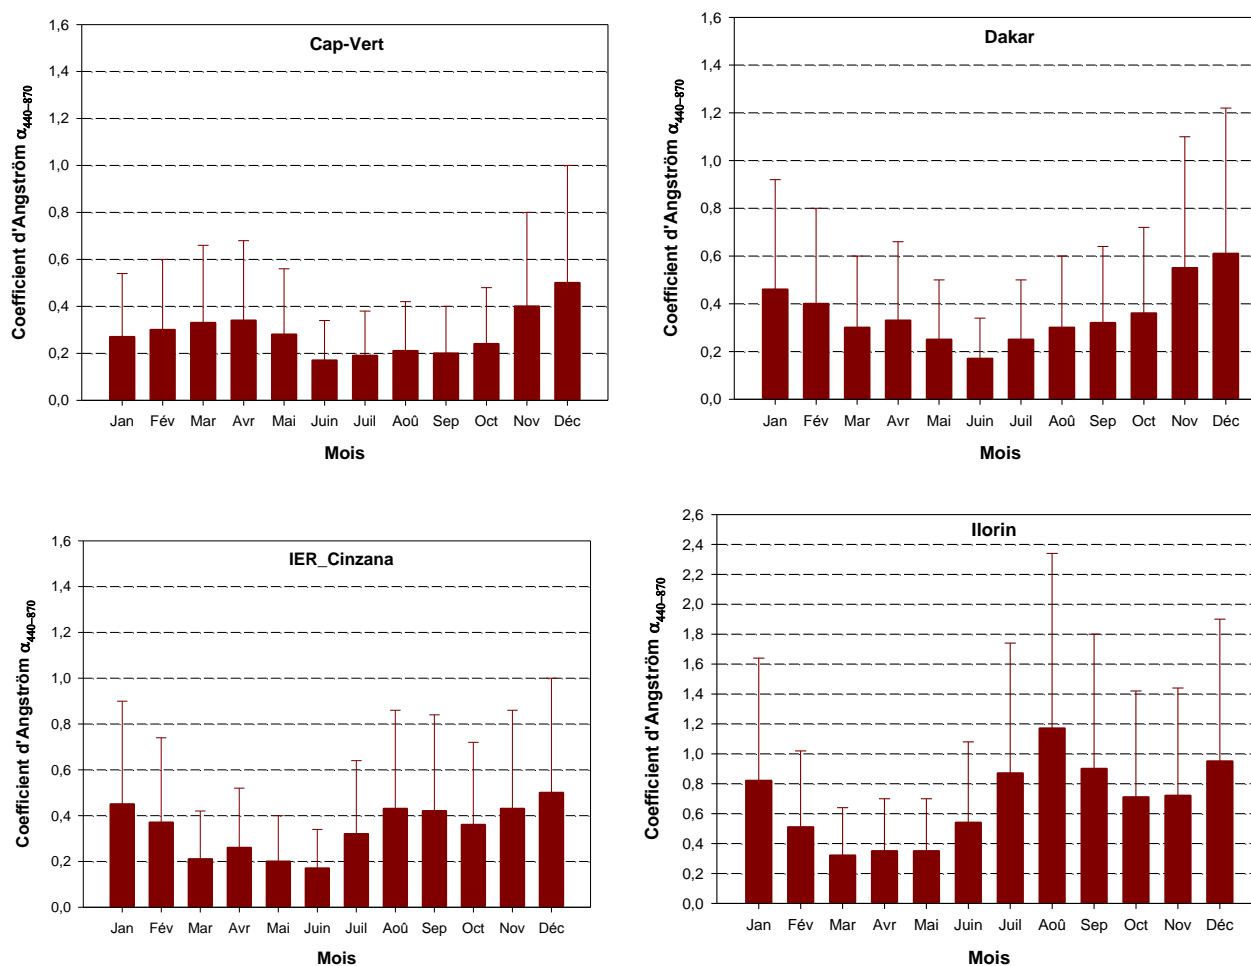 Cap-Vert
Coefficient d'Angström α440–870
1,6
1,4
1,2
1,0
0,8
0,6
0,4
0,2
0,0
Jan Fév Mar Avr Mai Juin Juil Aoû Sep Oct Nov Déc
Mois
Dakar
Coefficient d'Angström α440–870
1,6
1,4
1,2
1,0
0,8
0,6
0,4
0,2
0,0
Jan Fév Mar Avr Mai Juin Juil Aoû Sep Oct Nov Déc
Mois
IER_Cinzana
Coefficient d'Angström α440–870
1,6
1,4
1,2
1,0
0,8
0,6
0,4
0,2
0,0
Jan Fév Mar Avr Mai Juin Juil Aoû Sep Oct Nov Déc
Mois
Ilorin
Coefficient d'Angström α440–870
2,6
2,4
2,2
2,0
1,8
1,6
1,4
1,2
1,0
0,8
0,6
0,4
0,2
0,0
Jan Fév Mar Avr Mai Juin Juil Aoû Sep Oct Nov Déc
Mois